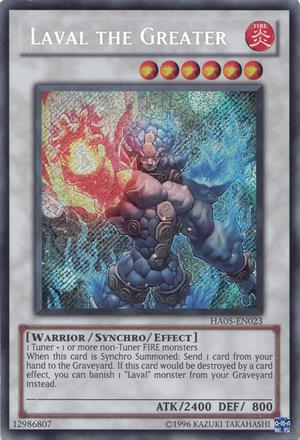 LAVAL THE GREATER
FIRE
炎
HA05-EN023
[WARRIOR/SYNCHRO/EFFECT]
1 Tuner + 1 or more non-Tuner FIRE monsters
When this card is Synchro Summoned: Send 1 card from your
hand to the Graveyard. If this card would be destroyed by a card
effect, you can banish 1 "Laval" monster from your Graveyard
instead.
ATK/2400 DEF/ 800
12986807
©1996 KAZUKI TAKAHASHI